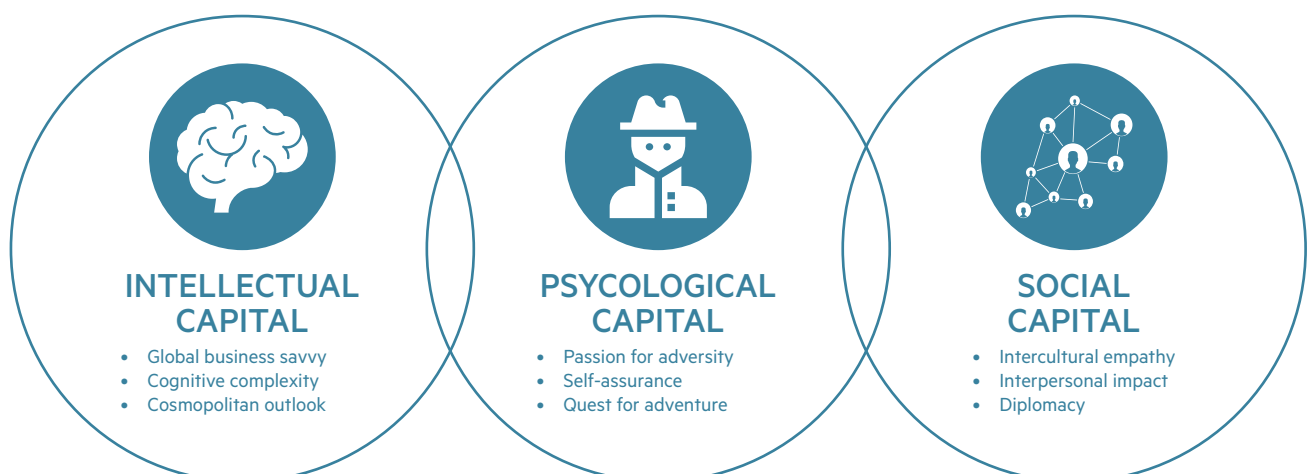 INTELLECTUAL
CAPITAL
• Global business savvy
• Cognitive complexity
• Cosmopolitan outlook
PSYCOLOGICAL
CAPITAL
• Passion for adversity
• Self-assurance
• Quest for adventure
SOCIAL
CAPITAL
• Intercultural empathy
• Interpersonal impact
• Diplomacy